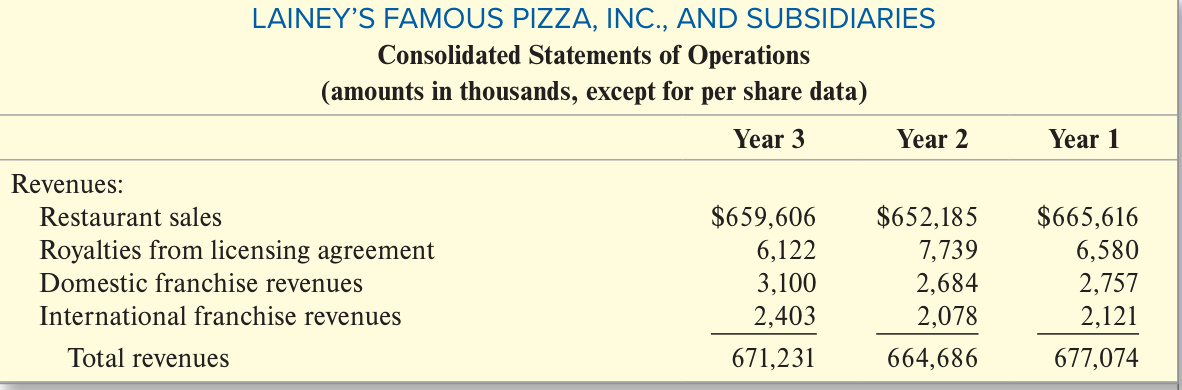 LAINEY’S FAMOUS PIZZA, INC., AND SUBSIDIARIES
Consolidated Statements of Operations
(amounts in thousands, except for per share data)
Year 3 Year 2 Year 1
Revenues:
Restaurant sales $659,606 $652,185 $665,616
Royalties from licensing agreement 6,122 7,739 6,580
Domestic franchise revenues 3,100 2,684 2,757
International franchise revenues 2,403 2,078 2,121
Total revenues 671,231 664,686 677,074